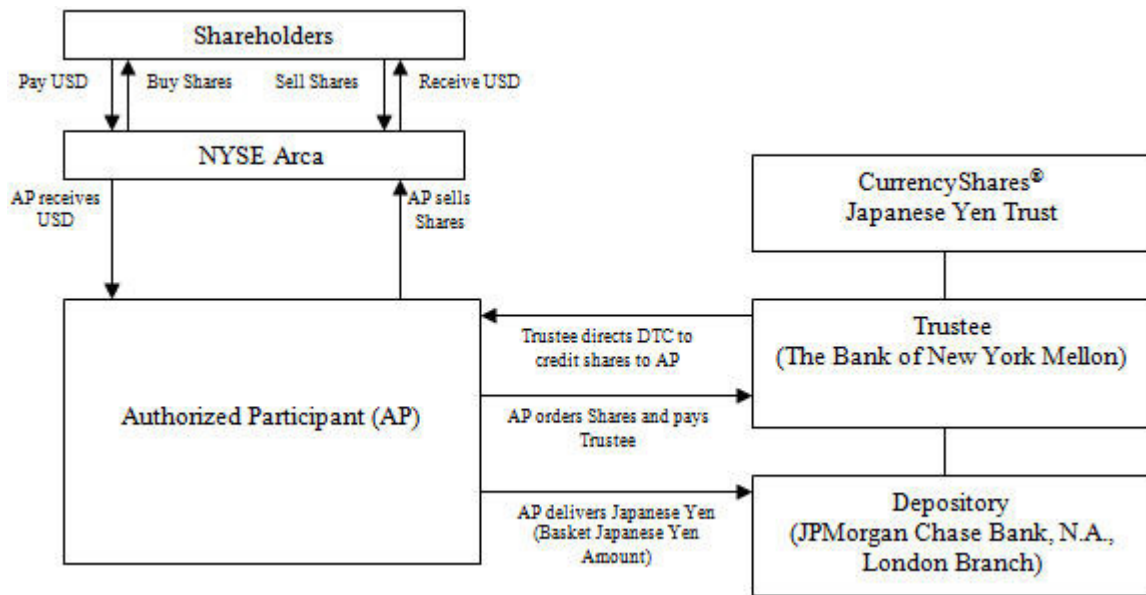 Shareholders
Pay USD
Buy Shares
Sell Shares
Receive USD
NYSE Arca
AP receives
USD
AP sells
Shares
CurrencyShares®
Japanese Yen Trust
Trustee directs DTC to
credit shares to AP
Trustee
(The Bank of New York Mellon)
Authorized Participant (AP)
AP orders Shares and pays
Trustee
AP delivers Japanese Yen
(Basket Japanese Yen
Amount)
Depository
(JPMorgan Chase Bank, N.A.,
London Branch)